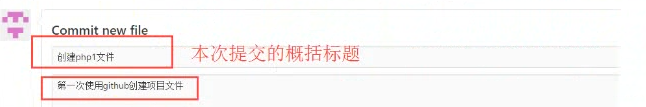 Commit new file
创建php1文件 本次提交的概括标题
第一次使用github创建项目文件